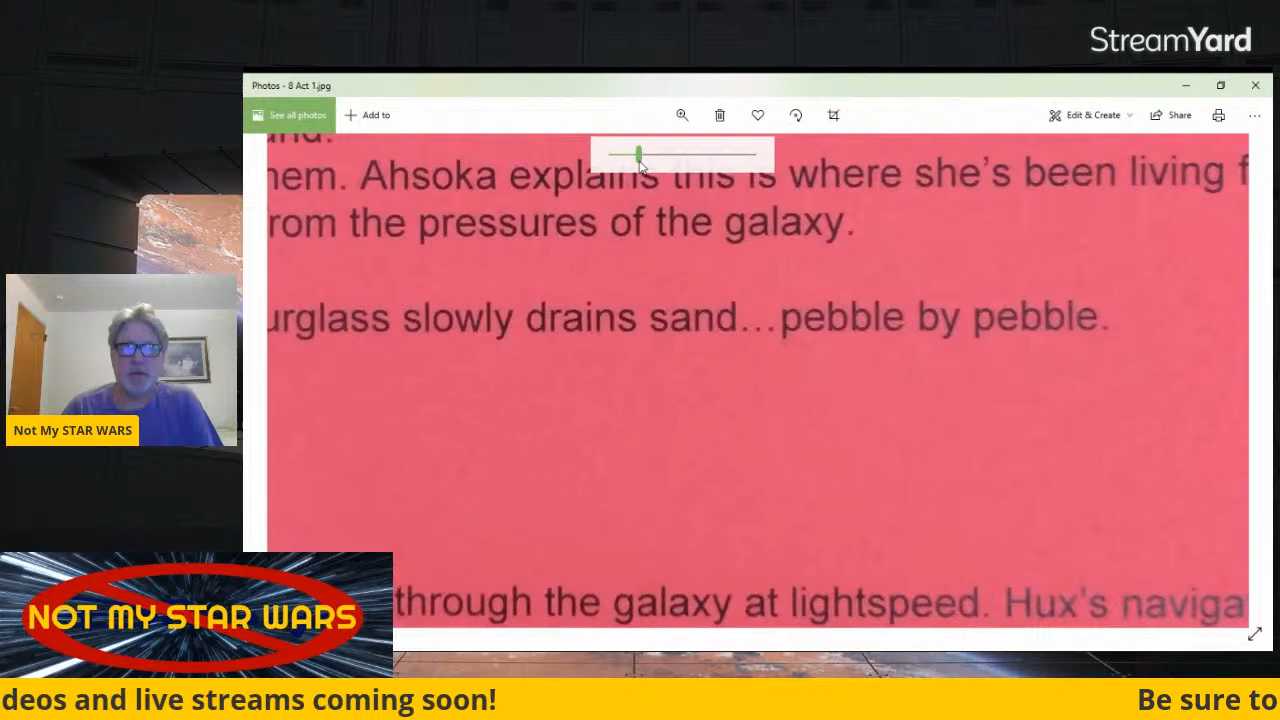 StreamYard
Photos - 8 Act 1.jpg
See all photos
Add to
Edit & Create
Share
hem. Ahsoka explains this is where she's been living f
rom the pressures of the galaxy.
urglass slowly drains sand...pebble by pebble.
through the galaxy at lightspeed. Hux's naviga
Not My STAR WARS
NOT MY STAR WARS
deos and live streams coming soon!
Be sure to